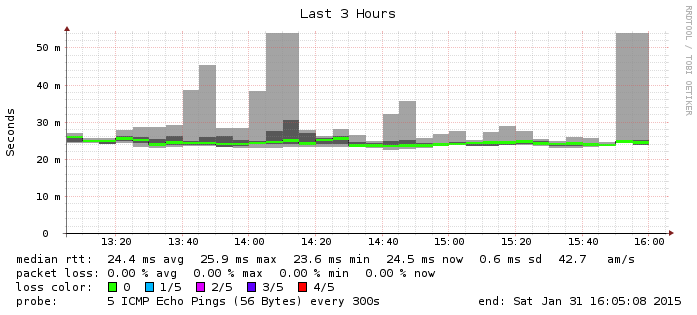 Last 3 Hours
RRDTOOL / TOBI OETIKER
Seconds
50 m
40 m
30 m
20 m
10 m
0
13:20 13:40 14:00 14:20 14:40 15:00 15:20 15:40 16:00
median rtt: 24.4 ms avg 25.9 ms max 23.6 ms min 24.5 ms now 0.6 ms sd 42.7 am/s
packet loss: 0.00 % avg 0.00 % max 0.00 % min 0.00 % now
loss color: 0 1/5 2/5 3/5 4/5
probe: 5 ICMP Echo Pings (56 Bytes) every 300s end: Sat Jan 31 16:05:08 2015